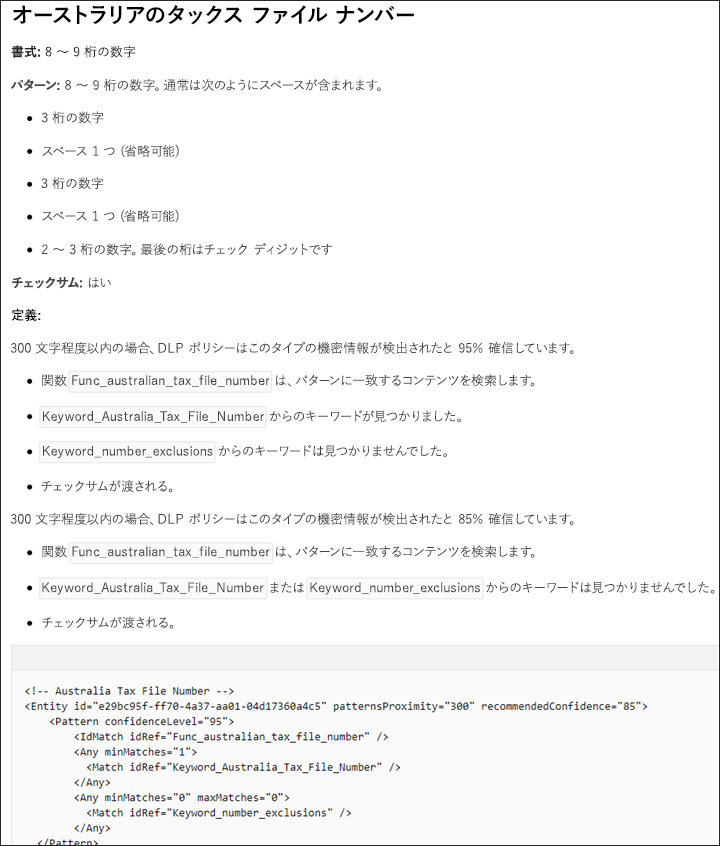 オーストラリアのタックス ファイル ナンバー
書式: 8 ～ 9 桁の数字
パターン: 8 ～ 9 桁の数字。通常は次のようにスペースが含まれます。
• 3 桁の数字
• スペース 1 つ (省略可能)
• 3 桁の数字
• スペース 1 つ (省略可能)
• 2 ～ 3 桁の数字。最後の桁はチェック ディジットです
チェックサム: はい
定義:
300 文字程度以内の場合、DLP ポリシーはこのタイプの機密情報が検出されたと 95% 確信しています。
• 関数 Func_australian_tax_file_number は、パターンに一致するコンテンツを検索します。
• Keyword_Australia_Tax_File_Number からのキーワードが見つかりました。
• Keyword_number_exclusions からのキーワードは見つかりませんでした。
• チェックサムが渡される。
300 文字程度以内の場合、DLP ポリシーはこのタイプの機密情報が検出されたと 85% 確信しています。
• 関数 Func_australian_tax_file_number は、パターンに一致するコンテンツを検索します。
• Keyword_Australia_Tax_File_Number または Keyword_number_exclusions からのキーワードは見つかりませんでした。
• チェックサムが渡される。
<!-- Australia Tax File Number -->
<Entity id="e29bc95f-ff70-4a37-aa01-04d17360a4c5" patternsProximity="300" recommendedConfidence="85">
<Pattern confidenceLevel="95">
<IdMatch idRef="Func_australian_tax_file_number" />
<Any minMatches="1">
<Match idRef="Keyword_Australia_Tax_File_Number" />
</Any>
<Any minMatches="0" maxMatches="0">
<Match idRef="Keyword_number_exclusions" />
</Any>
</Pattern>